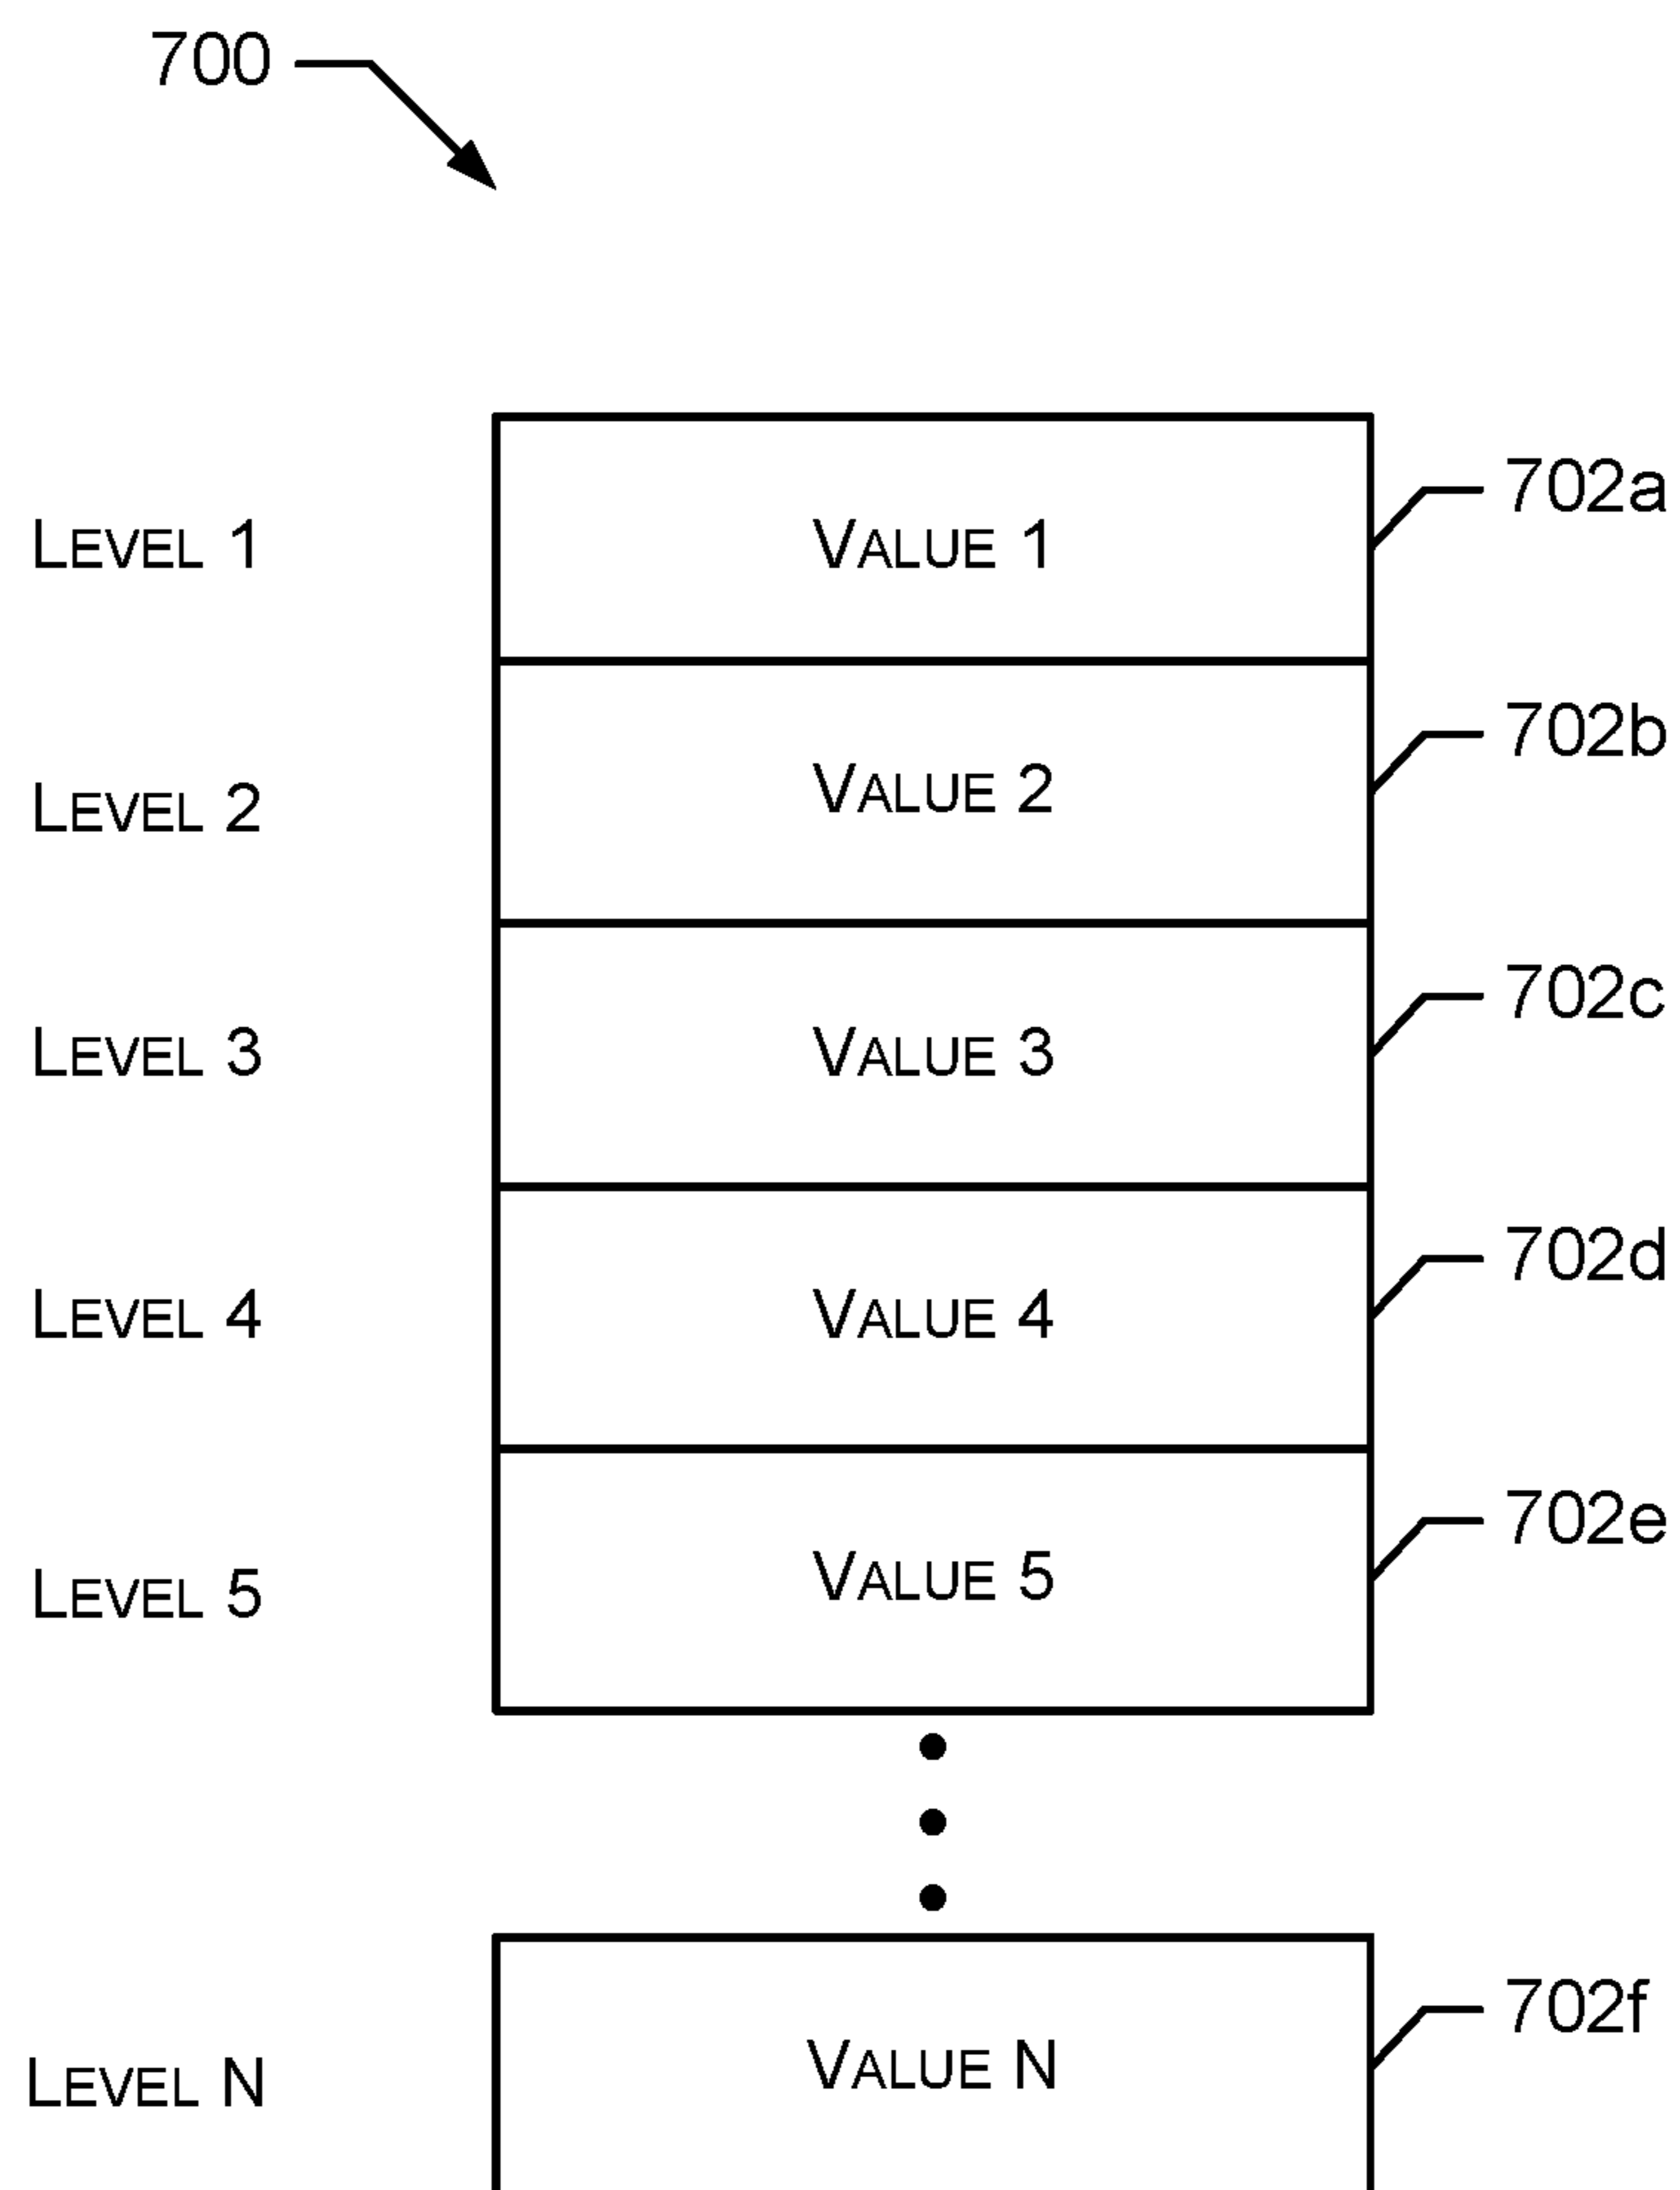 700
702a
LEVEL 1 VALUE 1
702b
LEVEL 2 VALUE 2
702c
LEVEL 3 VALUE 3
702d
LEVEL 4 VALUE 4
702e
LEVEL 5 VALUE 5
702f
LEVEL N VALUE N